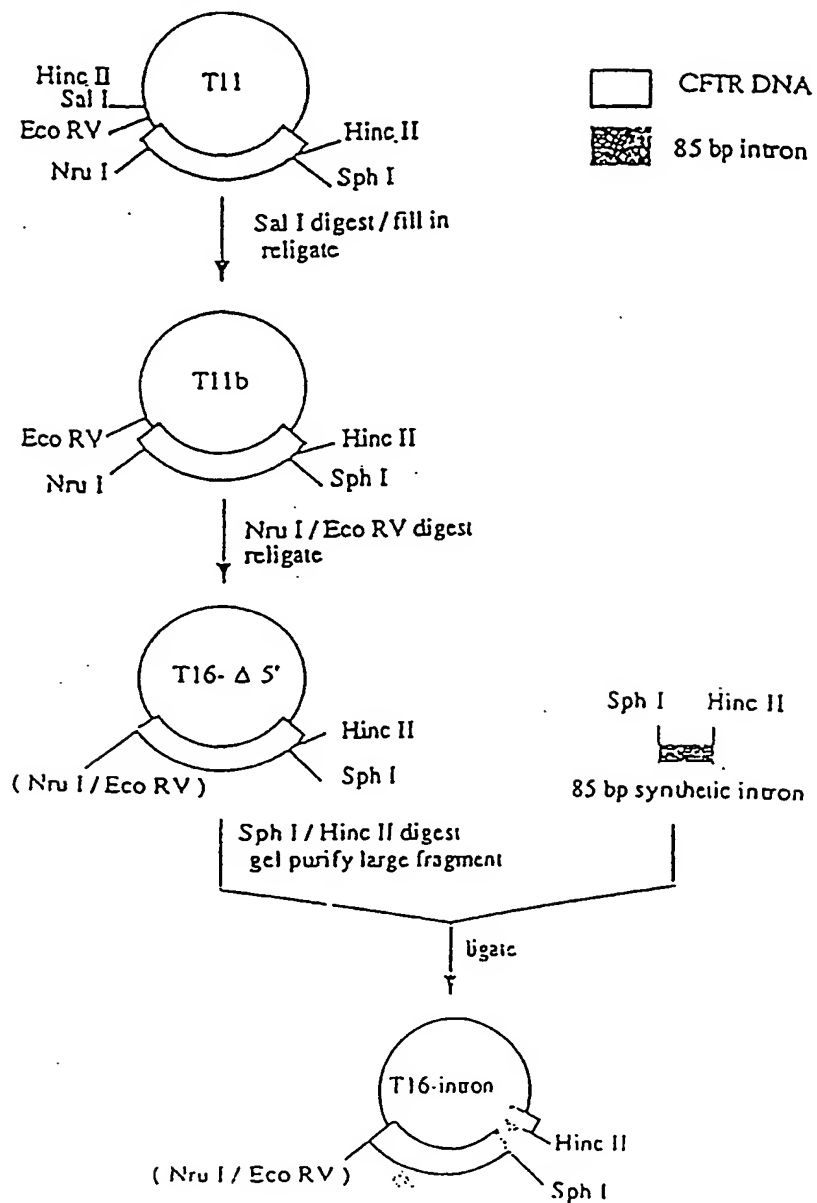 T11
Hinc II
Sal I
Eco RV
Nru I
Hinc II
Sph I
CFTR DNA
85 bp intron
Sal I digest / fill in
religate
T11b
Eco RV
Nru I
Hinc II
Sph I
Nru I / Eco RV digest
religate
T16- Δ 5'
Hinc II
Sph I
( Nru I / Eco RV )
Sph I Hinc II
85 bp synthetic intron
Sph I / Hinc II digest
gel purify large fragment
ligate
T16-intron
Hinc II
Sph I
( Nru I / Eco RV )